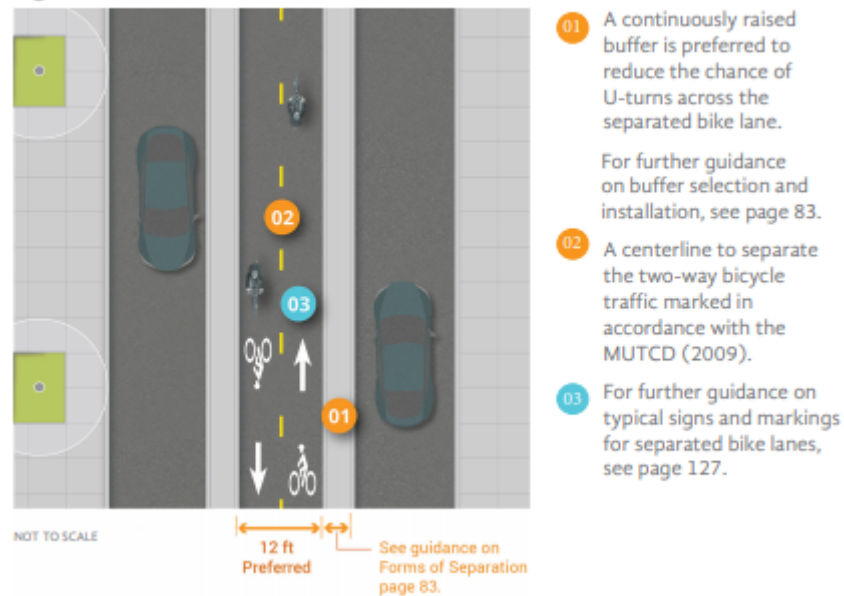 01
A continuously raised
buffer is preferred to
reduce the chance of
U-turns across the
separated bike lane.
For further guidance
on buffer selection and
installation, see page 83.
02
A centerline to separate
the two-way bicycle
traffic marked in
accordance with the
MUTCD (2009).
03
For further guidance on
typical signs and markings
for separated bike lanes,
see page 127.
02
03
01
NOT TO SCALE
12 ft
Preferred
See guidance on
Forms of Separation
page 83.